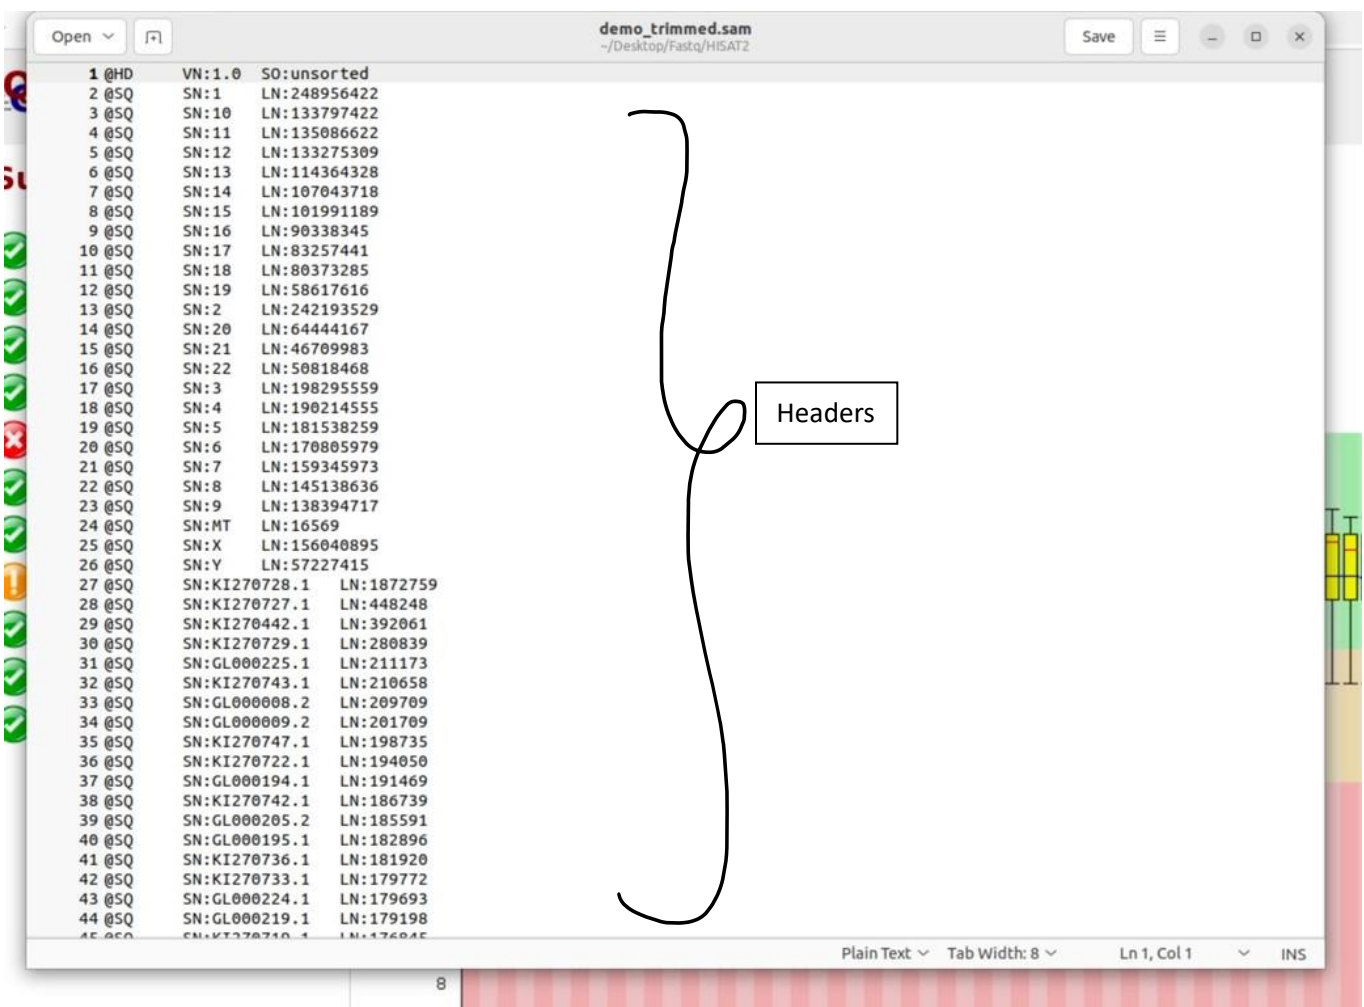 Open
demo_trimmed.sam
~/Desktop/Fastq/HISAT2
Save
1 @HD VN:1.0 SO:unsorted
2 @SQ SN:1 LN:248956422
3 @SQ SN:10 LN:133797422
4 @SQ SN:11 LN:135086622
5 @SQ SN:12 LN:133275309
6 @SQ SN:13 LN:114364328
7 @SQ SN:14 LN:107043718
8 @SQ SN:15 LN:101991189
9 @SQ SN:16 LN:90338345
10 @SQ SN:17 LN:83257441
11 @SQ SN:18 LN:80373285
12 @SQ SN:19 LN:58617616
13 @SQ SN:2 LN:242193529
14 @SQ SN:20 LN:64444167
15 @SQ SN:21 LN:46709983
16 @SQ SN:22 LN:50818468
17 @SQ SN:3 LN:198295559
18 @SQ SN:4 LN:190214555
19 @SQ SN:5 LN:181538259
20 @SQ SN:6 LN:170805979
21 @SQ SN:7 LN:159345973
22 @SQ SN:8 LN:145138636
23 @SQ SN:9 LN:138394717
24 @SQ SN:MT LN:16569
25 @SQ SN:X LN:156040895
26 @SQ SN:Y LN:57227415
27 @SQ SN:KI270728.1 LN:1872759
28 @SQ SN:KI270727.1 LN:448248
29 @SQ SN:KI270442.1 LN:392061
30 @SQ SN:KI270729.1 LN:280839
31 @SQ SN:GL000225.1 LN:211173
32 @SQ SN:KI270743.1 LN:210658
33 @SQ SN:GL000008.2 LN:209709
34 @SQ SN:GL000009.2 LN:201709
35 @SQ SN:KI270747.1 LN:198735
36 @SQ SN:KI270722.1 LN:194050
37 @SQ SN:GL000194.1 LN:191469
38 @SQ SN:KI270742.1 LN:186739
39 @SQ SN:GL000205.2 LN:185591
40 @SQ SN:GL000195.1 LN:182896
41 @SQ SN:KI270736.1 LN:181920
42 @SQ SN:KI270733.1 LN:179772
43 @SQ SN:GL000224.1 LN:179693
44 @SQ SN:GL000219.1 LN:179198
Headers
Plain Text Tab Width: 8 Ln 1, Col 1 INS
8